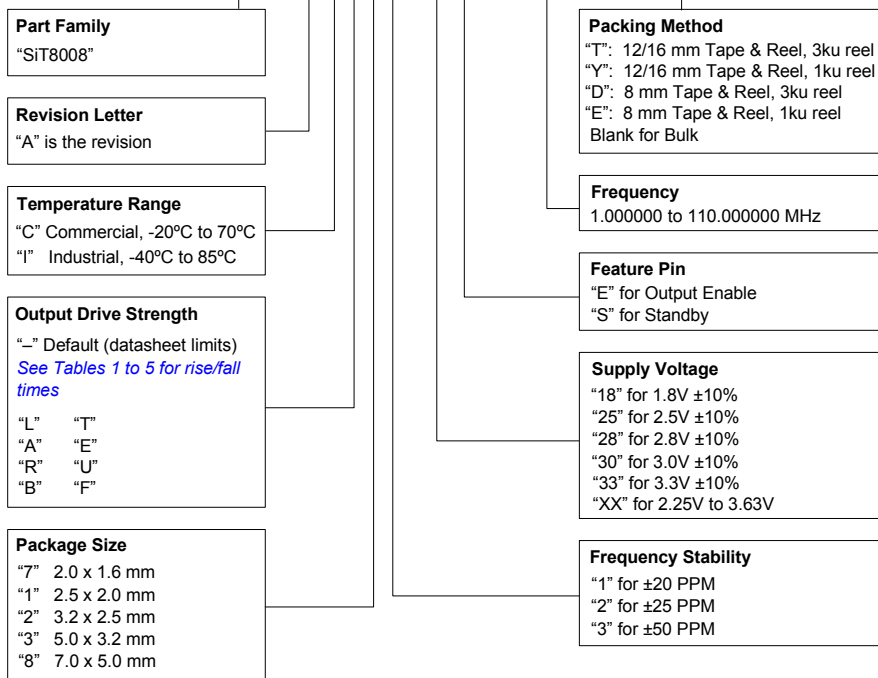 Part Family
“SiT8008”
Revision Letter
“A” is the revision
Temperature Range
“C” Commercial, -20ºC to 70ºC
“I” Industrial, -40ºC to 85ºC
Output Drive Strength
“–” Default (datasheet limits)
See Tables 1 to 5 for rise/fall
times
“L” “T”
“A” “E”
“R” “U”
“B” “F”
Package Size
“7” 2.0 x 1.6 mm
“1” 2.5 x 2.0 mm
“2” 3.2 x 2.5 mm
“3” 5.0 x 3.2 mm
“8” 7.0 x 5.0 mm
Packing Method
“T”: 12/16 mm Tape & Reel, 3ku reel
“Y”: 12/16 mm Tape & Reel, 1ku reel
“D”: 8 mm Tape & Reel, 3ku reel
“E”: 8 mm Tape & Reel, 1ku reel
Blank for Bulk
Frequency
1.000000 to 110.000000 MHz
Feature Pin
“E” for Output Enable
“S” for Standby
Supply Voltage
“18” for 1.8V ±10%
“25” for 2.5V ±10%
“28” for 2.8V ±10%
“30” for 3.0V ±10%
“33” for 3.3V ±10%
“XX” for 2.25V to 3.63V
Frequency Stability
“1” for ±20 PPM
“2” for ±25 PPM
“3” for ±50 PPM